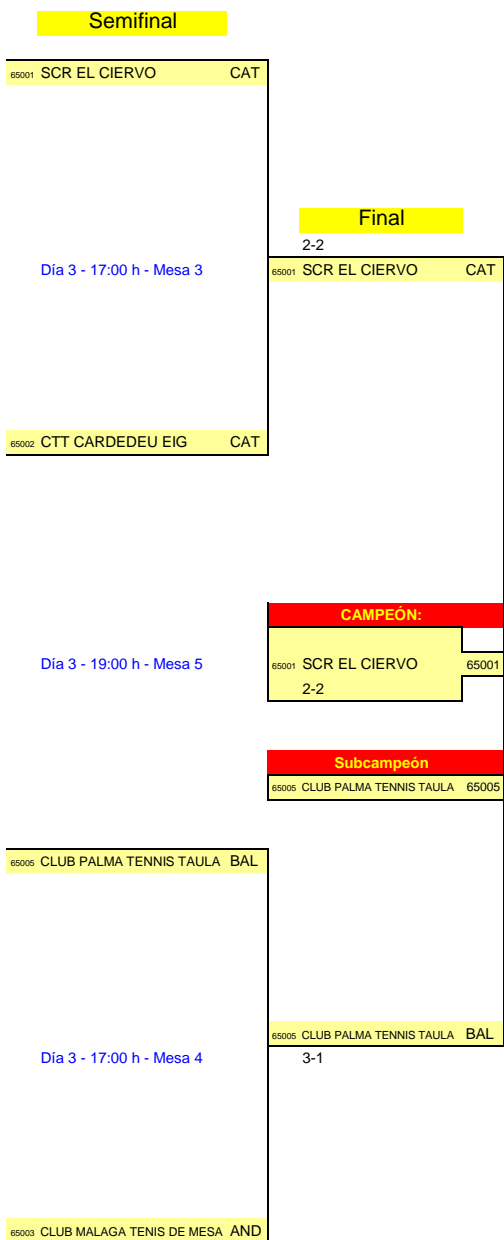 Semifinal
65001 SCR EL CIERVO CAT
Final
2-2
Día 3 - 17:00 h - Mesa 3
65001 SCR EL CIERVO CAT
65002 CTT CARDEDEU EIG CAT
CAMPEÓN:
Día 3 - 19:00 h - Mesa 5
65001 SCR EL CIERVO 65001
2-2
Subcampeón
65005 CLUB PALMA TENNIS TAULA 65005
65005 CLUB PALMA TENNIS TAULA BAL
65005 CLUB PALMA TENNIS TAULA BAL
Día 3 - 17:00 h - Mesa 4
3-1
65003 CLUB MALAGA TENIS DE MESA AND